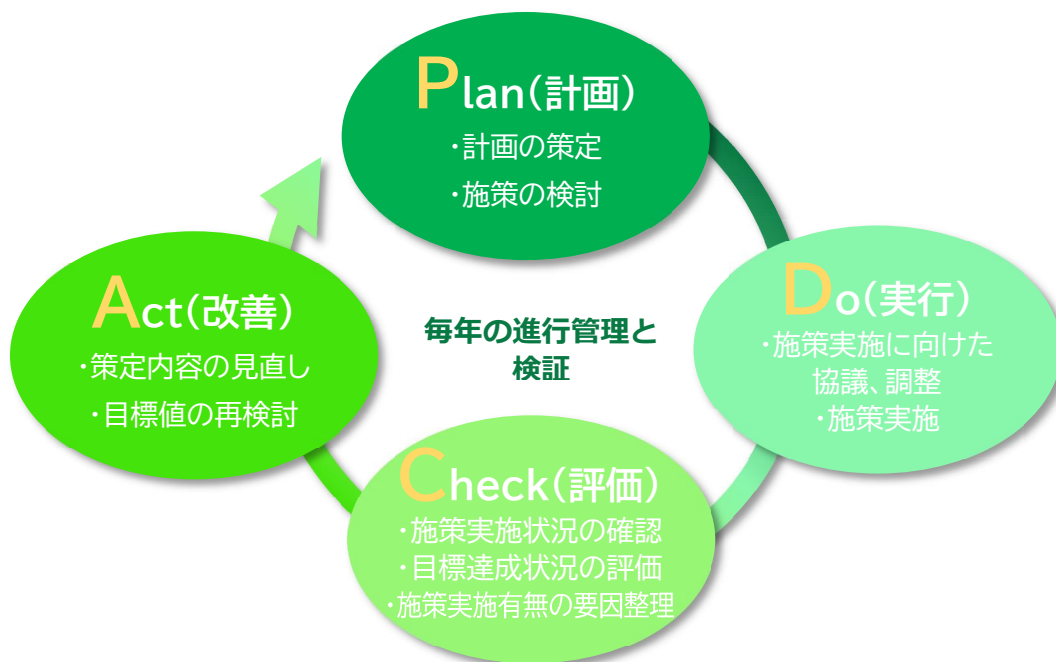 Plan(計画)
・計画の策定
・施策の検討
Do(実行)
・施策実施に向けた
協議、調整
・施策実施
Check(評価)
・施策実施状況の確認
・目標達成状況の評価
・施策実施有無の要因整理
Act(改善)
・策定内容の見直し
・目標値の再検討
毎年の進行管理と
検証